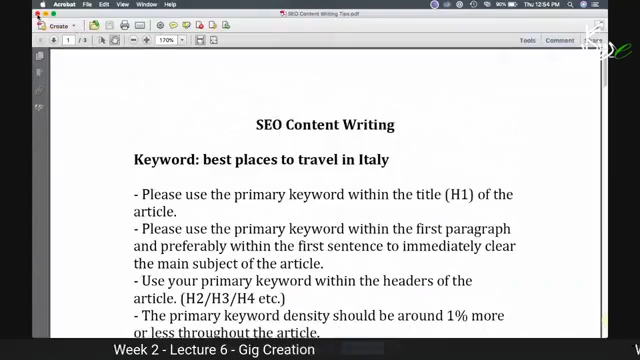 Acrobat File Edit View Window Help 90% Thu 12:54 PM
SEO Content Writing Tips.pdf
Create
1 / 3 170% Tools Comment Share
SEO Content Writing
Keyword: best places to travel in Italy
- Please use the primary keyword within the title (H1) of the
article.
- Please use the primary keyword within the first paragraph
and preferably within the first sentence to immediately clear
the main subject of the article.
- Use your primary keyword within the headers of the
article. (H2/H3/H4 etc.)
- The primary keyword density should be around 1% more
or less throughout the article.
Week 2 - Lecture 6 - Gig Creation